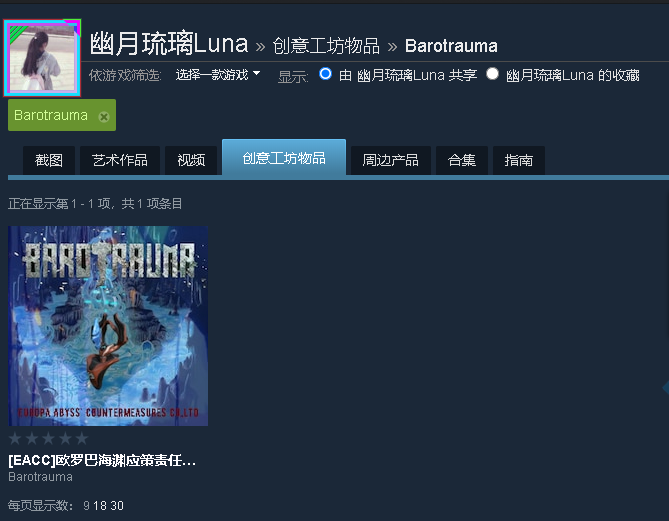 幽月琉璃Luna » 创意工坊物品 » Barotrauma
依游戏筛选: 选择一款游戏 显示: 由 幽月琉璃Luna 共享 幽月琉璃Luna 的收藏
Barotrauma
截图 艺术作品 视频 创意工坊物品 周边产品 合集 指南
正在显示第 1 - 1 项，共 1 项条目
BAROTRAUMA
EUROPA ABYSS COUNTERMEASURES CO.,LTD
[EACC]欧罗巴海渊应策责任...
Barotrauma
每页显示数： 9 18 30